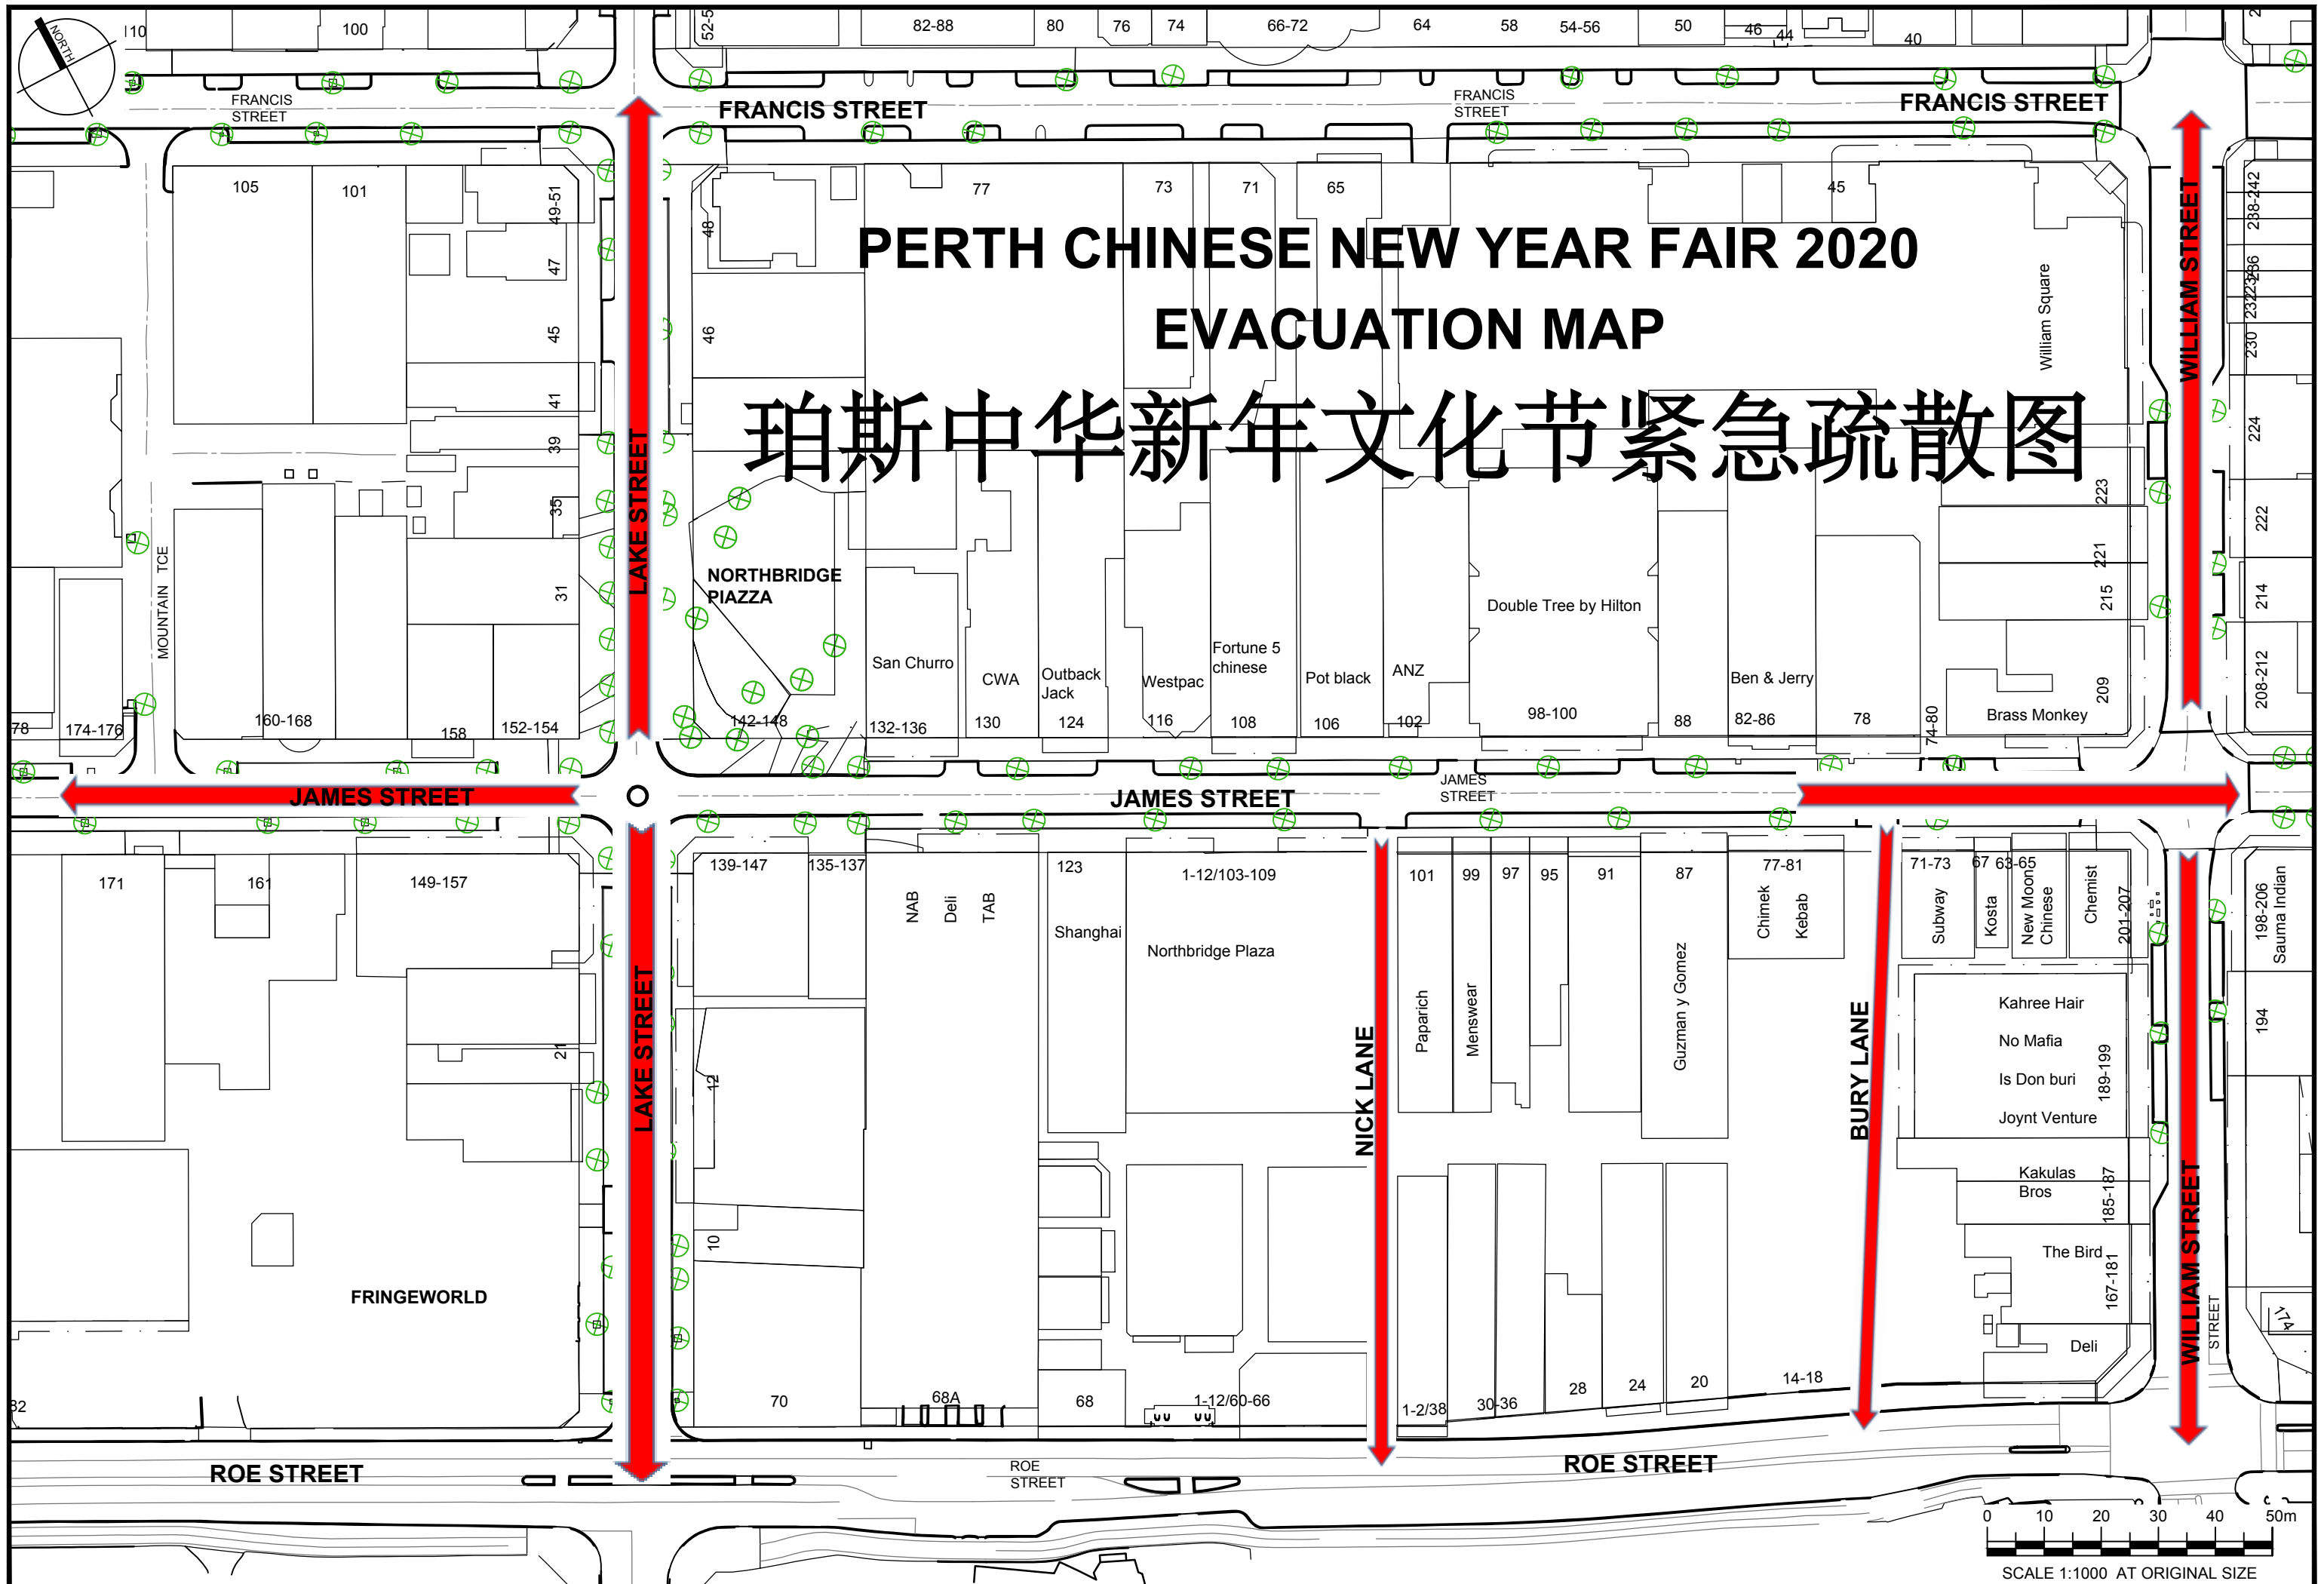 NORTH
110
100
52-5
82-88
80
76
74
66-72
64
58
54-56
50
46
44
40
2
FRANCIS
STREET
FRANCIS STREET
FRANCIS
STREET
FRANCIS STREET
105
101
49-51
48
77
73
71
65
45
WILLIAM STREET
238-242
PERTH CHINESE NEW YEAR FAIR 2020
47
236
EVACUATION MAP
45
46
William Square
230
珀斯中华新年文化节紧急疏散图
41
39
LAKE STREET
224
35
223
222
MOUNTAIN TCE
31
NORTHBRIDGE
PIAZZA
221
215
214
Double Tree by Hilton
San Churro
CWA
Outback
Jack
Westpac
Fortune 5
chinese
Pot black
ANZ
Ben & Jerry
209
208-212
78
174-176
160-168
158
152-154
142-148
132-136
130
124
116
108
106
102
98-100
88
82-86
78
74-80
Brass Monkey
JAMES STREET
JAMES STREET
JAMES
STREET
171
161
149-157
139-147
135-137
NAB
Deli
TAB
123
Shanghai
1-12/103-109
Northbridge Plaza
101
Paparich
99
Menswear
97
95
91
87
Guzman y Gomez
77-81
Chimek
Kebab
71-73
Subway
67
Kosta
63-65
New Moon
Chinese
Chemist
201-207
198-206
Sauma Indian
21
LAKE STREET
12
NICK LANE
BURY LANE
Kahree Hair
No Mafia
Is Don buri
Joynt Venture
189-199
194
Kakulas
Bros
185-187
10
The Bird
167-181
WILLIAM STREET
STREET
174
FRINGEWORLD
Deli
82
70
68A
68
1-12/60-66
1-2/38
30-36
28
24
20
14-18
ROE STREET
ROE
STREET
ROE STREET
0 10 20 30 40 50m
SCALE 1:1000 AT ORIGINAL SIZE